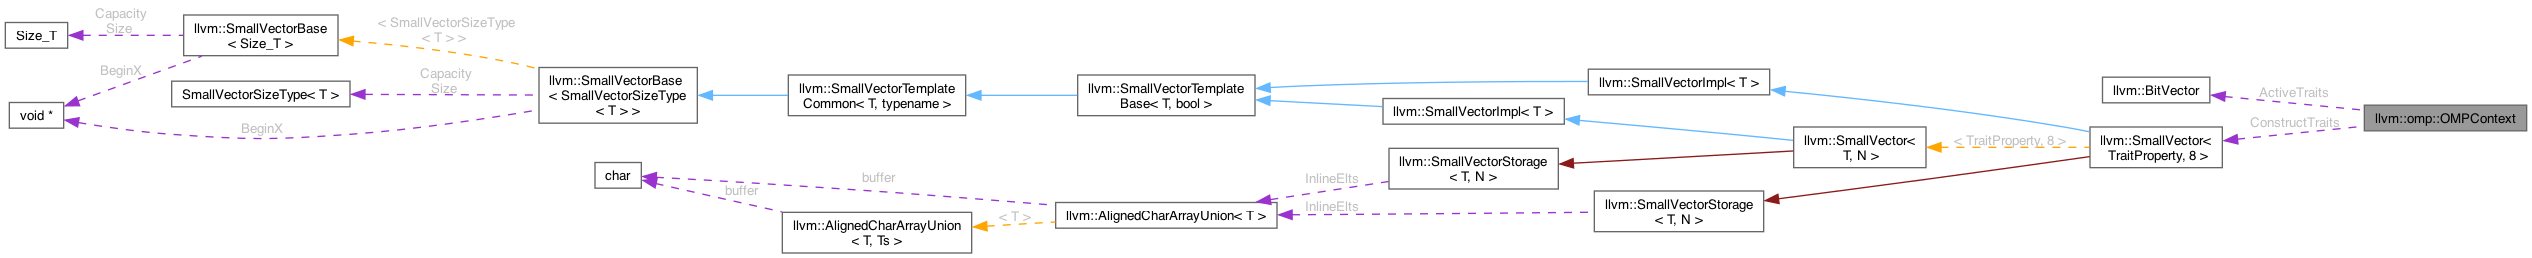 Size_T
Capacity
Size
llvm::SmallVectorBase
< Size_T >
< SmallVectorSizeType
< T > >
BeginX
SmallVectorSizeType< T >
void *
Capacity
Size
BeginX
llvm::SmallVectorBase
< SmallVectorSizeType
< T > >
llvm::SmallVectorTemplate
Common< T, typename >
llvm::SmallVectorTemplate
Base< T, bool >
llvm::SmallVectorImpl< T >
llvm::SmallVectorImpl< T >
llvm::BitVector
ActiveTraits
llvm::omp::OMPContext
ConstructTraits
llvm::SmallVector<
T, N >
< TraitProperty, 8 >
llvm::SmallVector<
TraitProperty, 8 >
char
buffer
buffer
llvm::SmallVectorStorage
< T, N >
InlineElts
InlineElts
llvm::AlignedCharArrayUnion< T >
< T >
llvm::AlignedCharArrayUnion
< T, Ts >
llvm::SmallVectorStorage
< T, N >